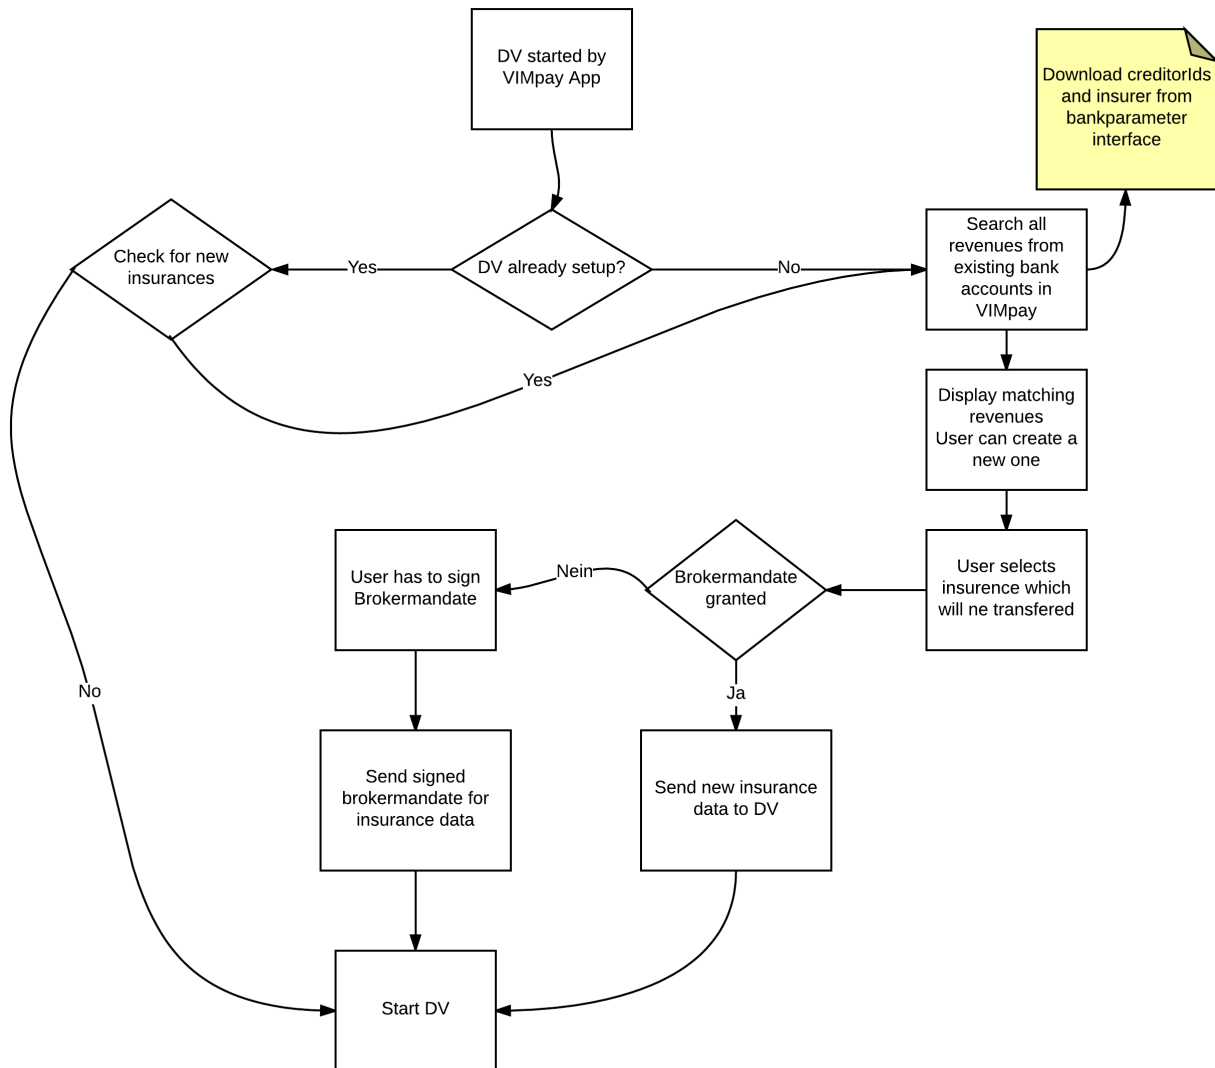 DV started by
VIMpay App
Download creditorIds
and insurer from
bankparameter
interface
Check for new
insurances
Yes
DV already setup?
No
Search all
revenues from
existing bank
accounts in
VIMpay
Yes
Display matching
revenues
User can create a
new one
User has to sign
Brokermandate
Nein
Brokermandate
granted
User selects
insurence which
will ne transfered
No
Ja
Send signed
brokermandate for
insurance data
Send new insurance
data to DV
Start DV